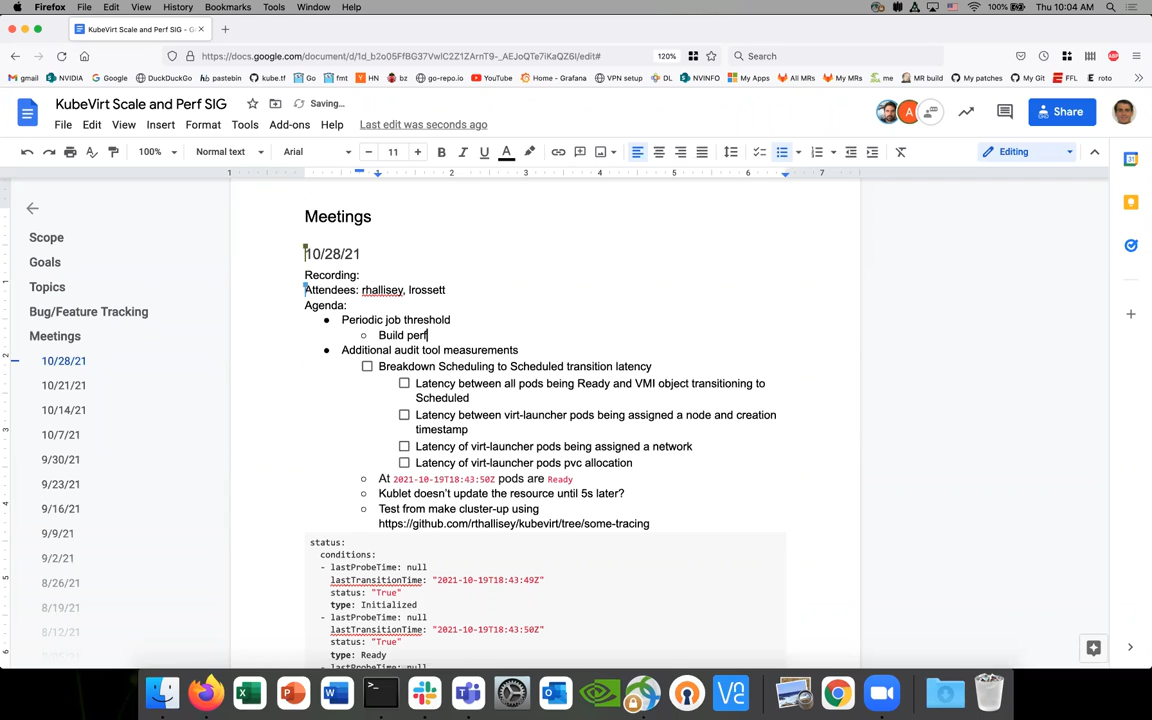 Firefox File Edit View History Bookmarks Tools Window Help 100% Thu 10:04 AM
KubeVirt Scale and Perf SIG - G
https://docs.google.com/document/d/1d_b2o05FfBG37VwlC2Z1ZArnT9-_AEJoQTe7iKaQZ6I/edit# 120% Search
gmail NVIDIA Google DuckDuckGo pastebin kube.tf Go fmt HN bz go-repo.io YouTube Home - Grafana VPN setup DL NVINFO My Apps All MRs My MRs me MR build My patches My Git FFL roto
KubeVirt Scale and Perf SIG Saving...
File Edit View Insert Format Tools Add-ons Help Last edit was seconds ago
A Share
100% Normal text Arial 11 Editing
1 1 2 3 4 5 6 7
Scope
Goals
Topics
Bug/Feature Tracking
Meetings
10/28/21
10/21/21
10/14/21
10/7/21
9/30/21
9/23/21
9/16/21
9/9/21
9/2/21
8/26/21
8/19/21
8/12/21
Meetings
10/28/21
Recording:
Attendees: rhallisey, lrossett
Agenda:
Periodic job threshold
Build perf
Additional audit tool measurements
Breakdown Scheduling to Scheduled transition latency
Latency between all pods being Ready and VMI object transitioning to
Scheduled
Latency between virt-launcher pods being assigned a node and creation
timestamp
Latency of virt-launcher pods being assigned a network
Latency of virt-launcher pods pvc allocation
At 2021-10-19T18:43:50Z pods are Ready
Kublet doesn't update the resource until 5s later?
Test from make cluster-up using
https://github.com/rthallisey/kubevirt/tree/some-tracing
status:
conditions:
- lastProbeTime: null
lastTransitionTime: "2021-10-19T18:43:49Z"
status: "True"
type: Initialized
- lastProbeTime: null
lastTransitionTime: "2021-10-19T18:43:50Z"
status: "True"
type: Ready
- lastProbeTime: null